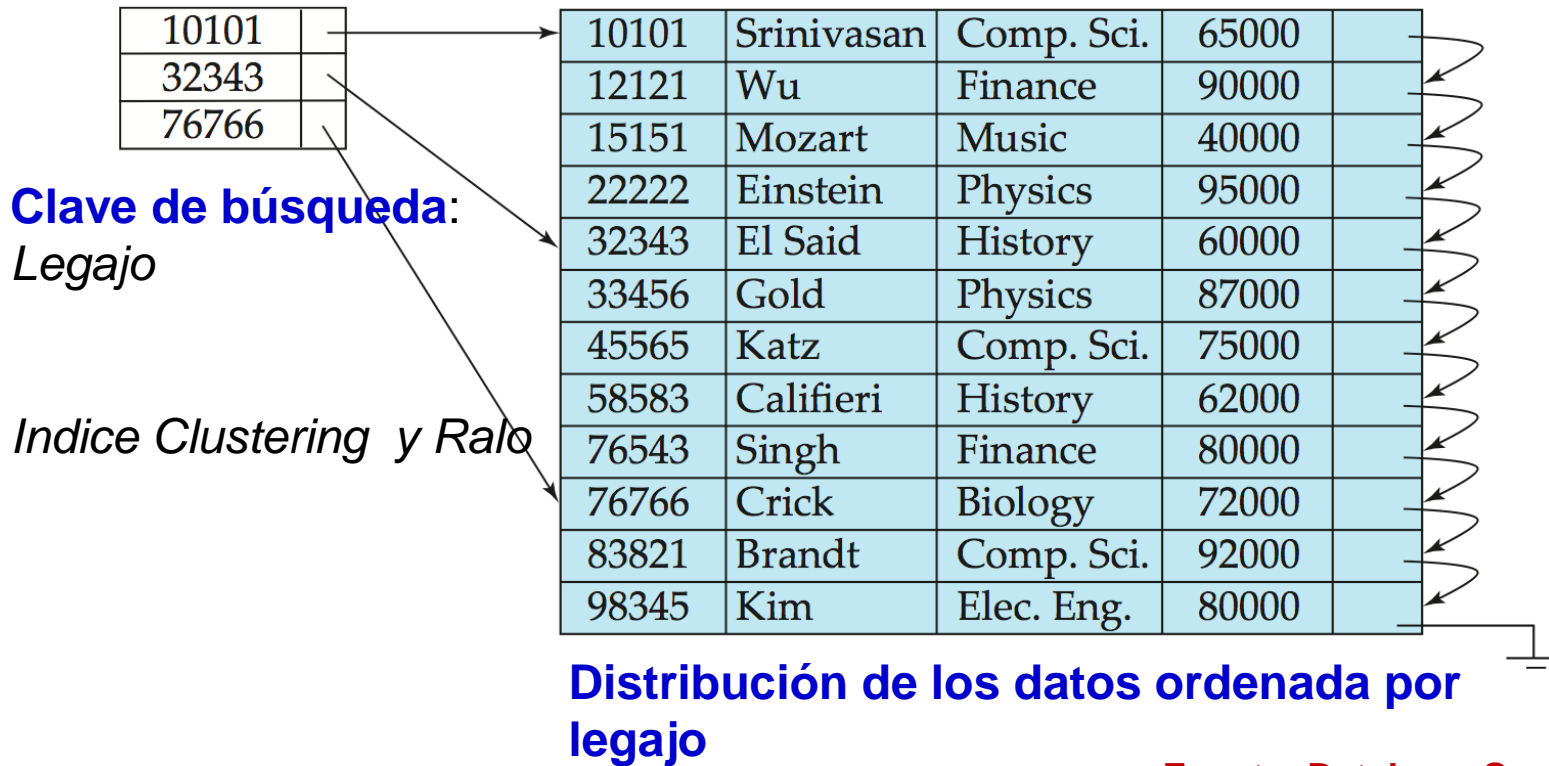 10101
32343
76766
Clave de búsqueda:
Legajo
Indice Clustering y Ralo
10101 Srinivasan Comp. Sci. 65000
12121 Wu Finance 90000
15151 Mozart Music 40000
22222 Einstein Physics 95000
32343 El Said History 60000
33456 Gold Physics 87000
45565 Katz Comp. Sci. 75000
58583 Califieri History 62000
76543 Singh Finance 80000
76766 Crick Biology 72000
83821 Brandt Comp. Sci. 92000
98345 Kim Elec. Eng. 80000
Distribución de los datos ordenada por
legajo